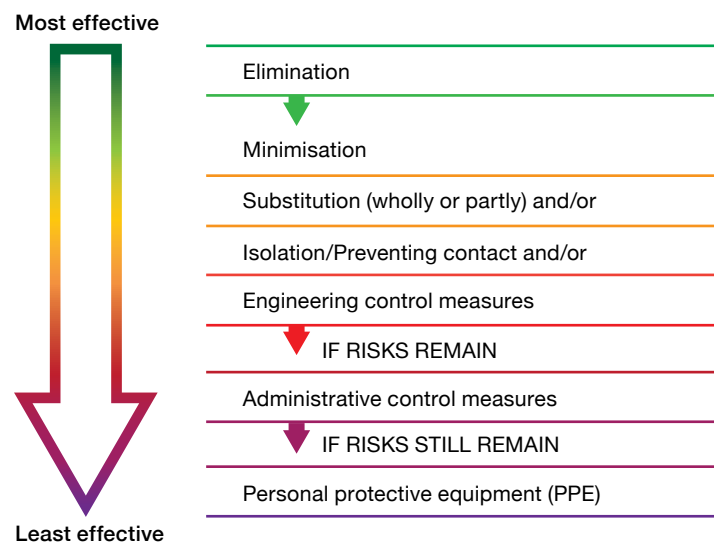 Most effective
Elimination
Minimisation
Substitution (wholly or partly) and/or
Isolation/Preventing contact and/or
Engineering control measures
IF RISKS REMAIN
Administrative control measures
IF RISKS STILL REMAIN
Personal protective equipment (PPE)
Least effective